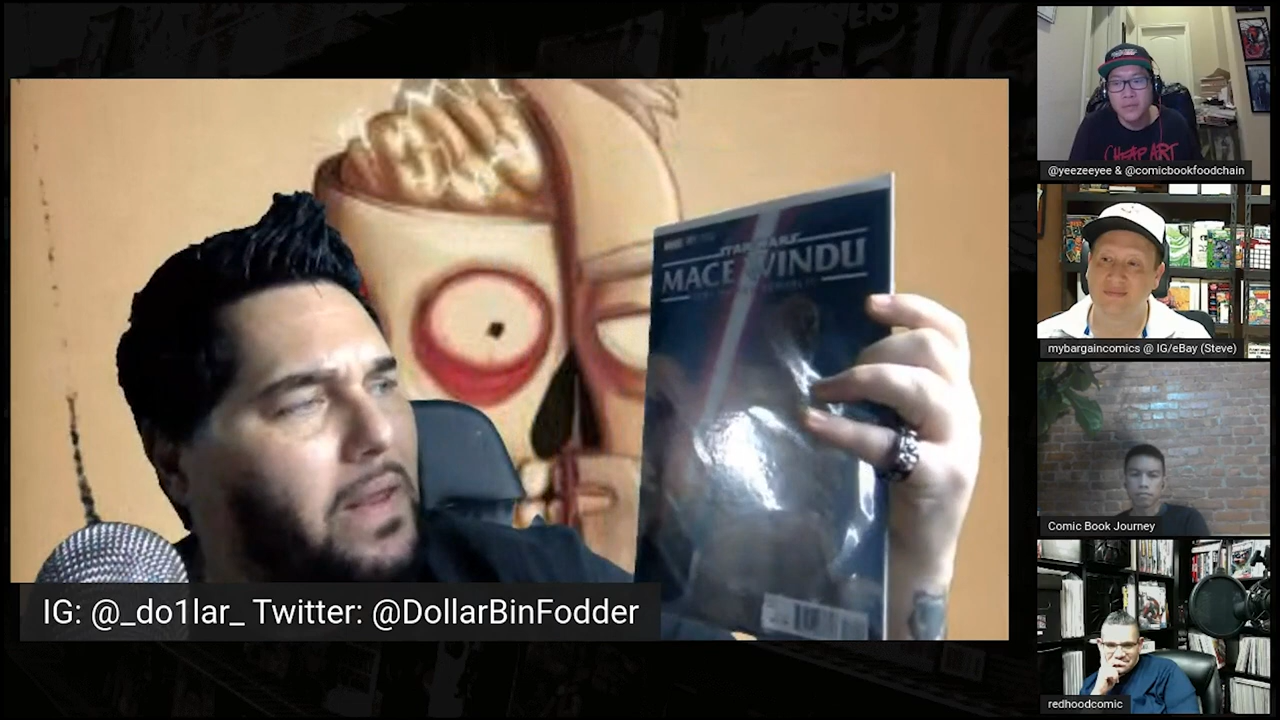 STAR WARS
MACE WINDU
IG: @_do1lar_ Twitter: @DollarBinFodder
CHEAP ART
@yeezeeyee & @comicbookfoodchain
mybargaincomics @ IG/eBay (Steve)
Comic Book Journey
redhoodcomic